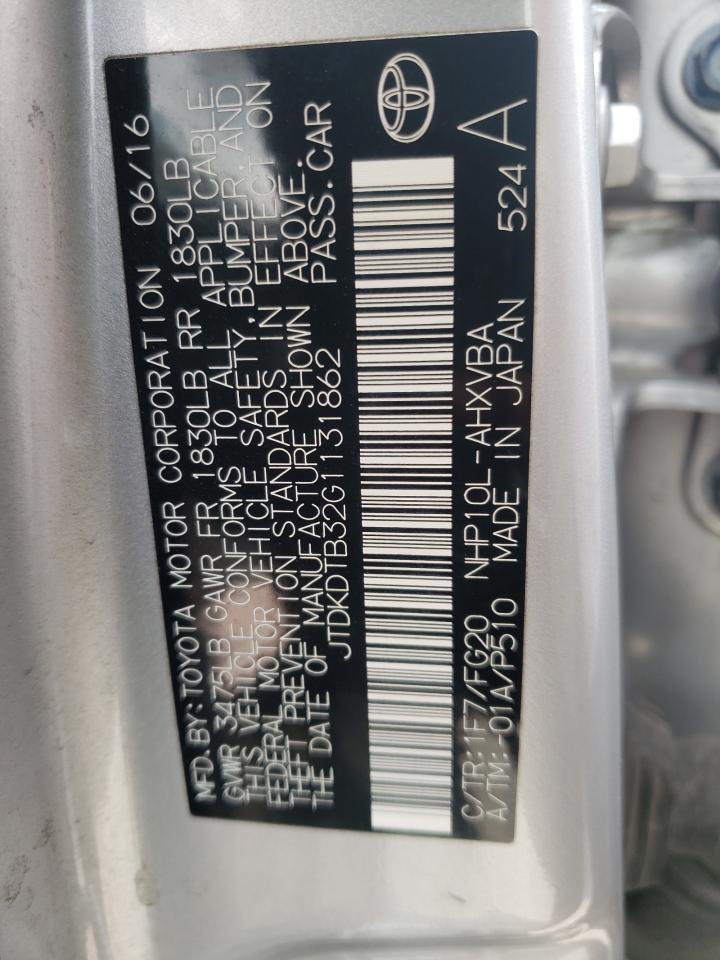 MFD.BY:TOYOTA MOTOR CORPORATION 06/16
GVWR 3475LB GAWR FR 1830LB RR 1830LB
THIS VEHICLE CONFORMS TO ALL APPLICABLE
FEDERAL MOTOR VEHICLE SAFETY,BUMPER,AND
THEFT PREVENTION STANDARDS IN EFFECT ON
THE DATE OF MANUFACTURE SHOWN ABOVE.
JTDKDTB32G1131862 PASS.CAR
C/TR:1F7/FG20 NHP10L-AHXVBA
A/TM:-01A/P510 MADE IN JAPAN 524 A